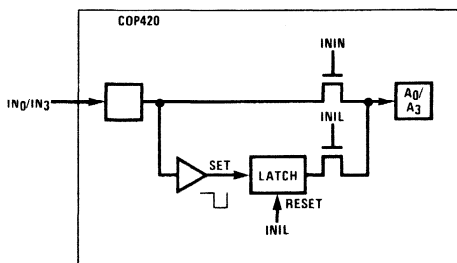 COP420
ININ
IN0/IN3
A0/
A3
INIL
SET
LATCH
RESET
INIL